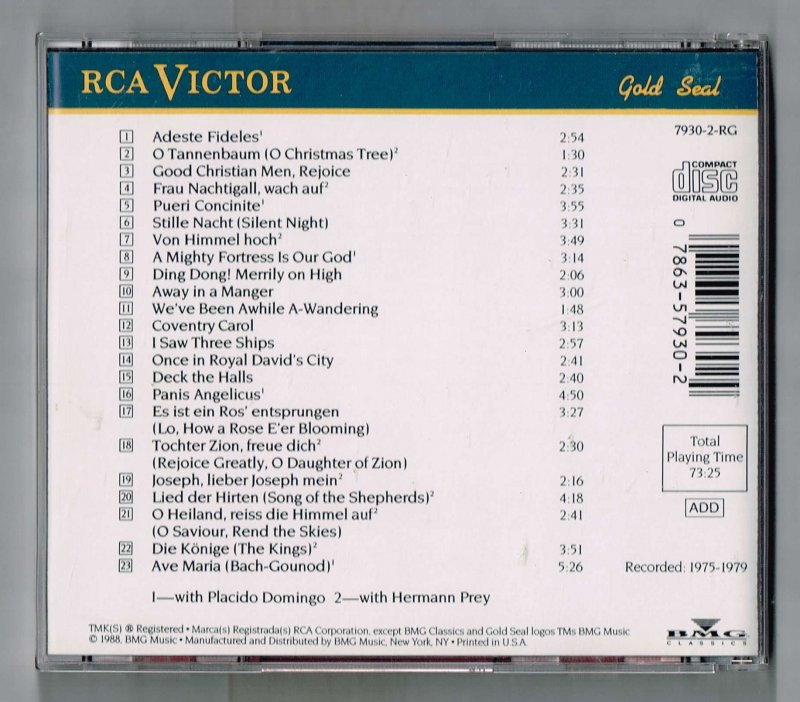 RCA VICTOR
Gold Seal
7930-2-RG
COMPACT
disc
DIGITAL AUDIO
0 7863-57930-2
1 Adeste Fideles¹ 2:54
2 O Tannenbaum (O Christmas Tree)² 1:30
3 Good Christian Men, Rejoice 2:31
4 Frau Nachtigall, wach auf² 2:35
5 Pueri Concinite¹ 3:55
6 Stille Nacht (Silent Night) 3:31
7 Von Himmel hoch² 3:49
8 A Mighty Fortress Is Our God¹ 3:14
9 Ding Dong! Merrily on High 2:06
10 Away in a Manger 3:00
11 We've Been Awhile A-Wandering 1:48
12 Coventry Carol 3:13
13 I Saw Three Ships 2:57
14 Once in Royal David's City 2:41
15 Deck the Halls 2:40
16 Panis Angelicus¹ 4:50
17 Es ist ein Ros' entsprungen 3:27
(Lo, How a Rose E'er Blooming)
18 Tochter Zion, freue dich² 2:30
(Rejoice Greatly, O Daughter of Zion)
19 Joseph, lieber Joseph mein² 2:16
20 Lied der Hirten (Song of the Shepherds)² 4:18
21 O Heiland, reiss die Himmel auf² 2:41
(O Saviour, Rend the Skies)
22 Die Könige (The Kings)² 3:51
23 Ave Maria (Bach-Gounod)¹ 5:26
Total
Playing Time
73:25
ADD
Recorded: 1975-1979
1—with Placido Domingo 2—with Hermann Prey
TMK(S) ® Registered • Marca(s) Registrada(s) RCA Corporation, except BMG Classics and Gold Seal logos TMs BMG Music
© 1988, BMG Music • Manufactured and Distributed by BMG Music, New York, NY • Printed in U.S.A.
BMG
CLASSICS